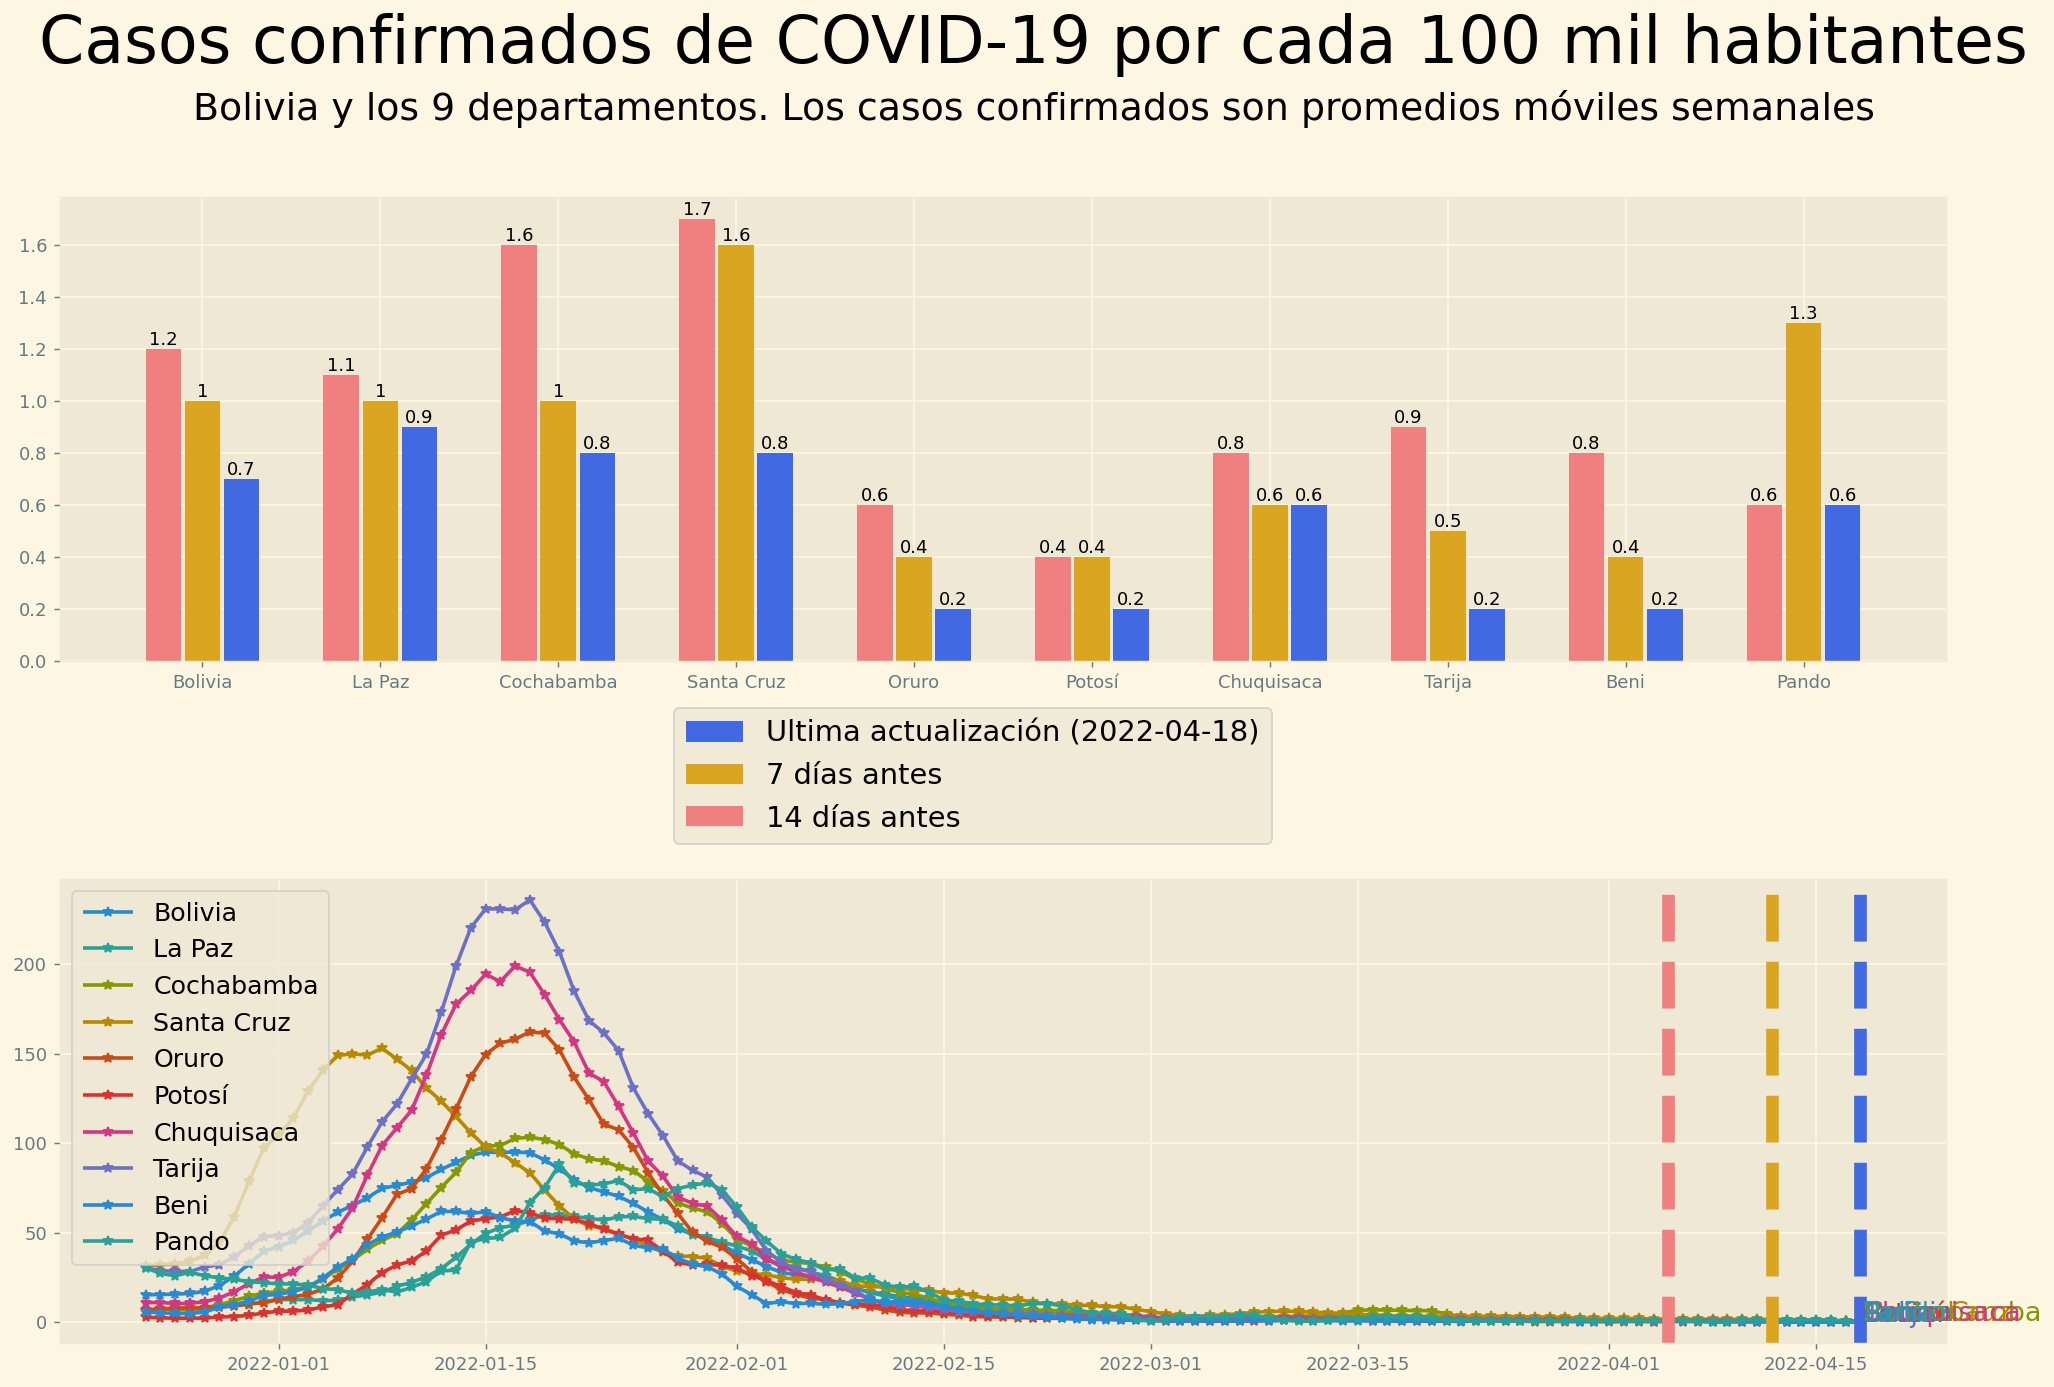 Casos confirmados de COVID-19 por cada 100 mil habitantes
Bolivia y los 9 departamentos. Los casos confirmados son promedios móviles semanales
1.6
1.4
1.2
1.0
0.8
0.6
0.4
0.2
0.0
1.2 1 0.7
1.1 1 0.9
1.6 1 0.8
1.7 1.6 0.8
0.6 0.4 0.2
0.4 0.4 0.2
0.8 0.6 0.6
0.9 0.5 0.2
0.8 0.4 0.2
0.6 1.3 0.6
Bolivia La Paz Cochabamba Santa Cruz Oruro Potosí Chuquisaca Tarija Beni Pando
Ultima actualización (2022-04-18)
7 días antes
14 días antes
200
150
100
50
0
Bolivia
La Paz
Cochabamba
Santa Cruz
Oruro
Potosí
Chuquisaca
Tarija
Beni
Pando
2022-01-01 2022-01-15 2022-02-01 2022-02-15 2022-03-01 2022-03-15 2022-04-01 2022-04-15